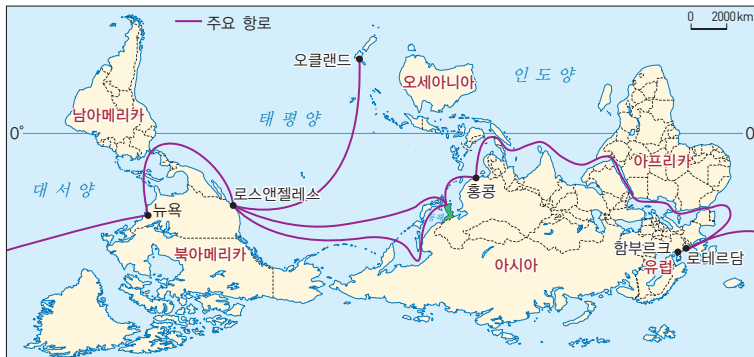 주요 항로
0 2000km
오클랜드
인도양
오세아니아
남아메리카
태평양
0°
0
아프리카
대서양
로스앤젤레스
홍콩
뉴욕
북아메리카
아시아
함부르크
로테르담
유럽